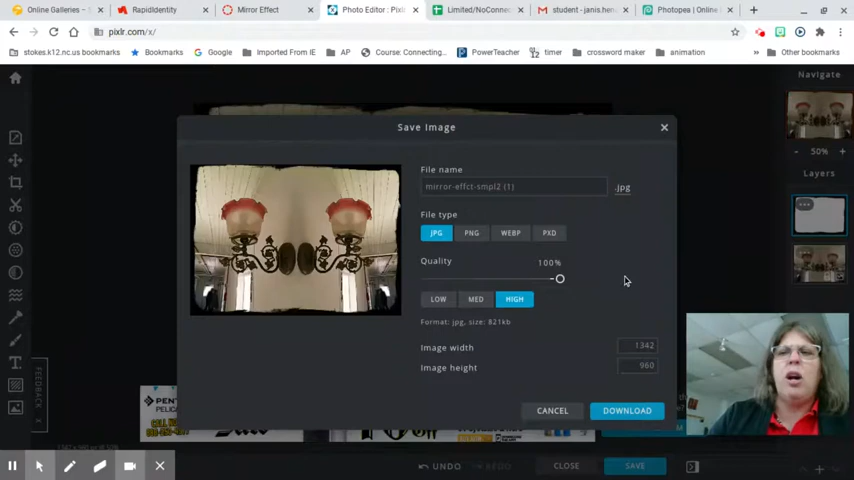 Online Galleries – S
RapidIdentity
Mirror Effect
Photo Editor : Pixlr
Limited/NoConnec
student - janis.hen
Photopea | Online
pixlr.com/x/
stokes.k12.nc.us bookmarks
Bookmarks
Google
Imported From IE
AP
Course: Connecting...
PowerTeacher
timer
crossword maker
animation
Other bookmarks
Navigate
Save Image
- 50% +
File name
Layers
mirror-effct-smpl2 (1)
.jpg
File type
JPG PNG WEBP PXD
Quality
100%
LOW MED HIGH
Format: jpg, size: 821kb
Image width 1342
Image height 960
FEEDBACK
CANCEL DOWNLOAD
UNDO REDO CLOSE SAVE